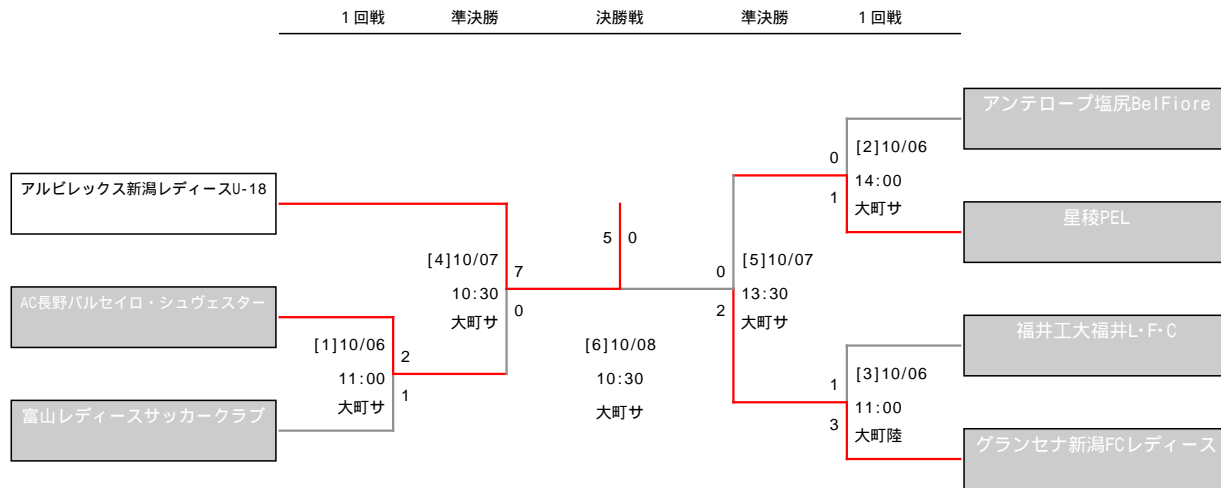 1回戦 準決勝 決勝戦 準決勝 1回戦
アンテロープ塩尻BelFiore
[2]10/06
0
14:00
1
大町サ
アルビレックス新潟レディースU-18
星稜PEL
5 0
[4]10/07
7
10:30
0
大町サ
[5]10/07
0
13:30
2
大町サ
AC長野パルセイロ・シュヴェスター
[1]10/06
2
11:00
1
大町サ
[6]10/08
10:30
大町サ
福井工大福井L・F・C
[3]10/06
1
11:00
3
大町陸
富山レディースサッカークラブ
グランセナ新潟FCレディース